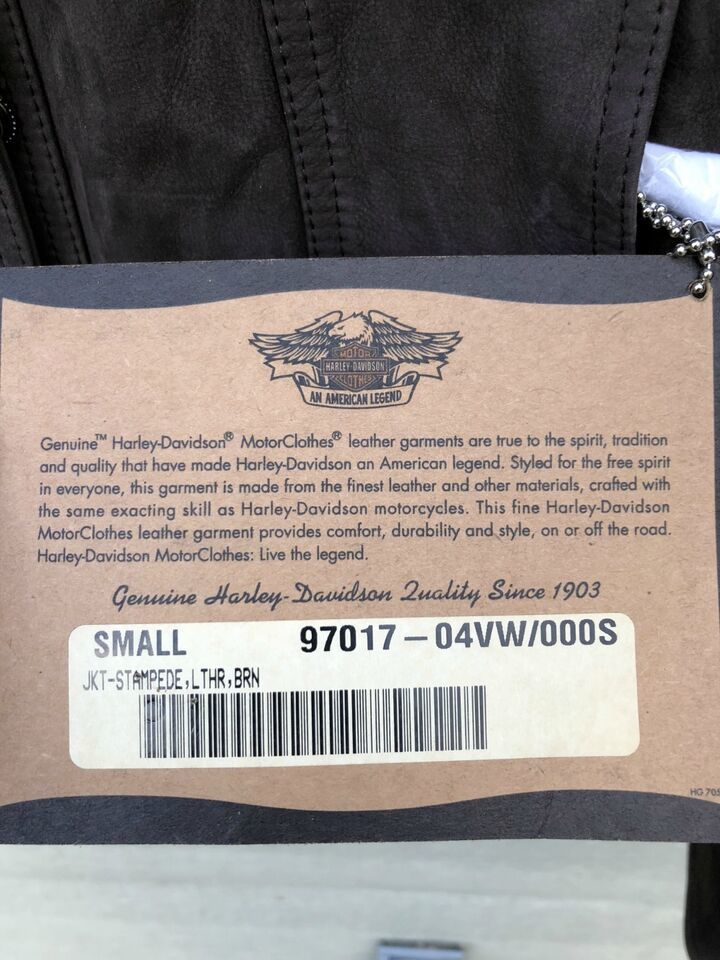 MOTOR
HARLEY-DAVIDSON
CLOTHES
AN AMERICAN LEGEND
Genuine™ Harley-Davidson® MotorClothes® leather garments are true to the spirit, tradition
and quality that have made Harley-Davidson an American legend. Styled for the free spirit
in everyone, this garment is made from the finest leather and other materials, crafted with
the same exacting skill as Harley-Davidson motorcycles. This fine Harley-Davidson
MotorClothes leather garment provides comfort, durability and style, on or off the road.
Harley-Davidson MotorClothes: Live the legend.
Genuine Harley-Davidson Quality Since 1903
SMALL 97017-04VW/000S
JKT-STAMPEDE,LTHR,BRN
HG 705